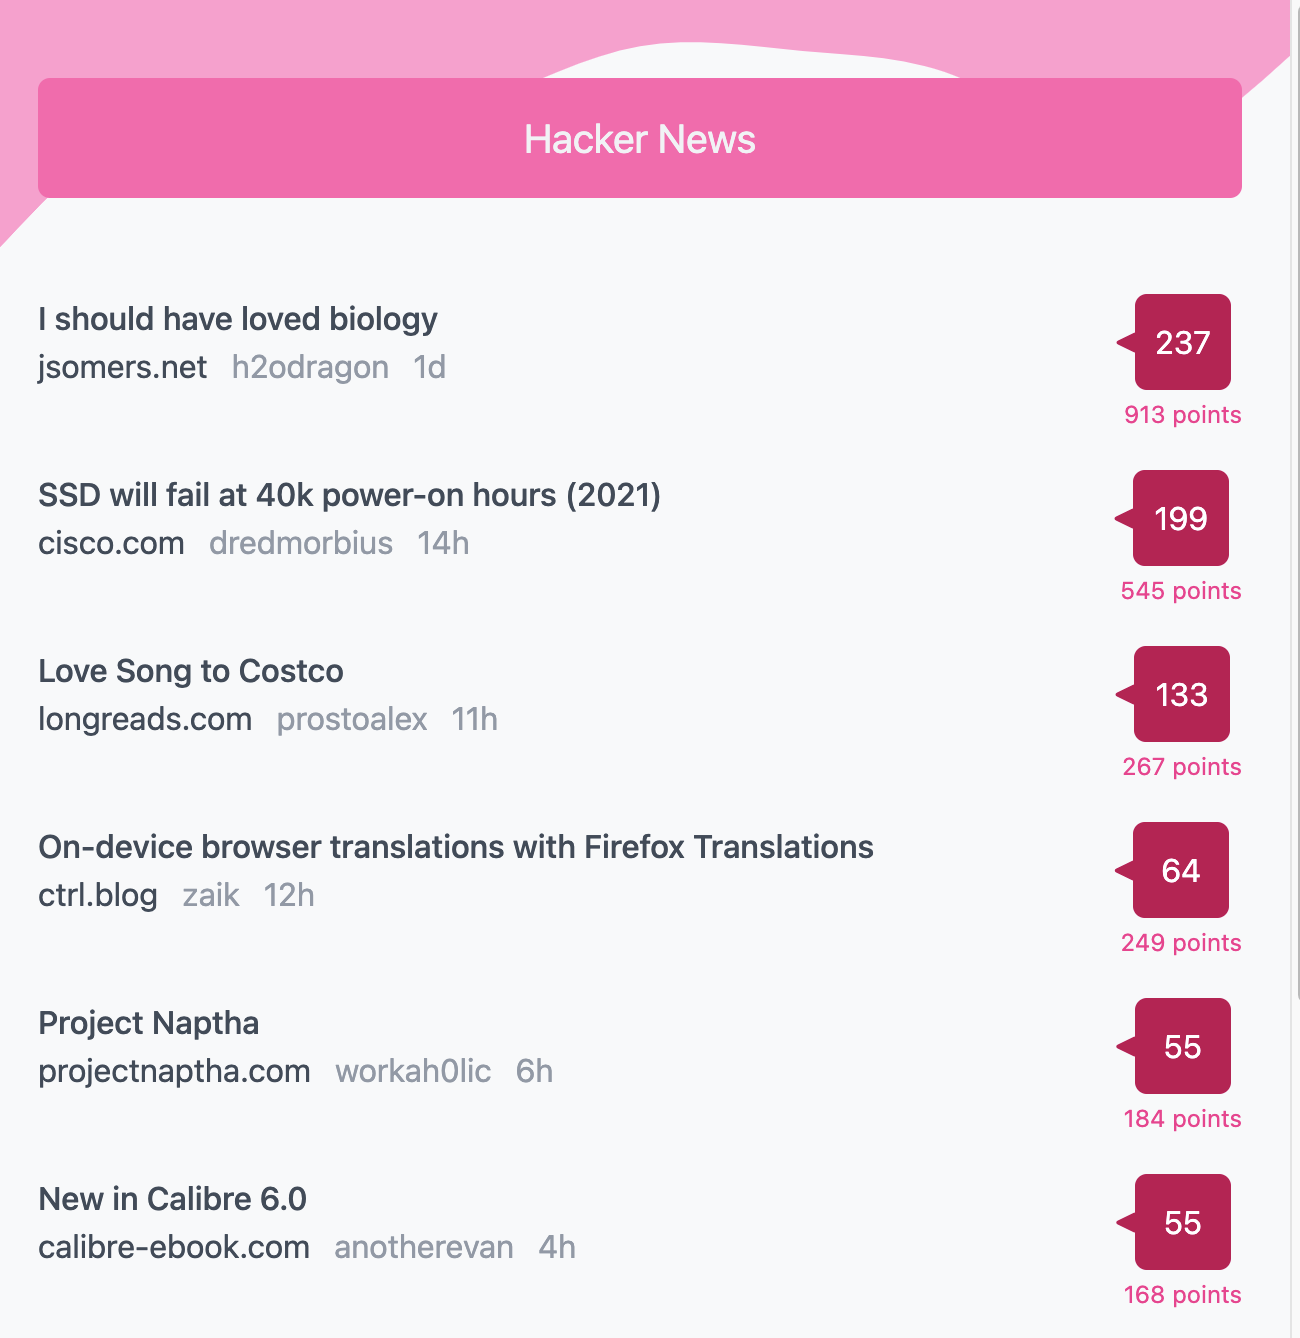 Hacker News
I should have loved biology
jsomers.net h2odragon 1d
237
913 points
SSD will fail at 40k power-on hours (2021)
cisco.com dredmorbius 14h
199
545 points
Love Song to Costco
longreads.com prostoalex 11h
133
267 points
On-device browser translations with Firefox Translations
ctrl.blog zaik 12h
64
249 points
Project Naptha
projectnaptha.com workah0lic 6h
55
184 points
New in Calibre 6.0
calibre-ebook.com anotherevan 4h
55
168 points